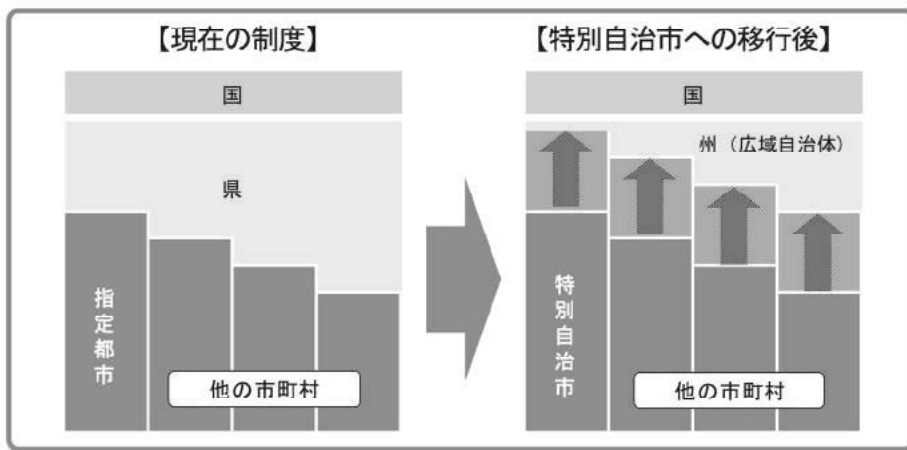 【現在の制度】
国
県
指定都市
他の市町村
【特別自治市への移行後】
国
州（広域自治体）
特別自治市
他の市町村